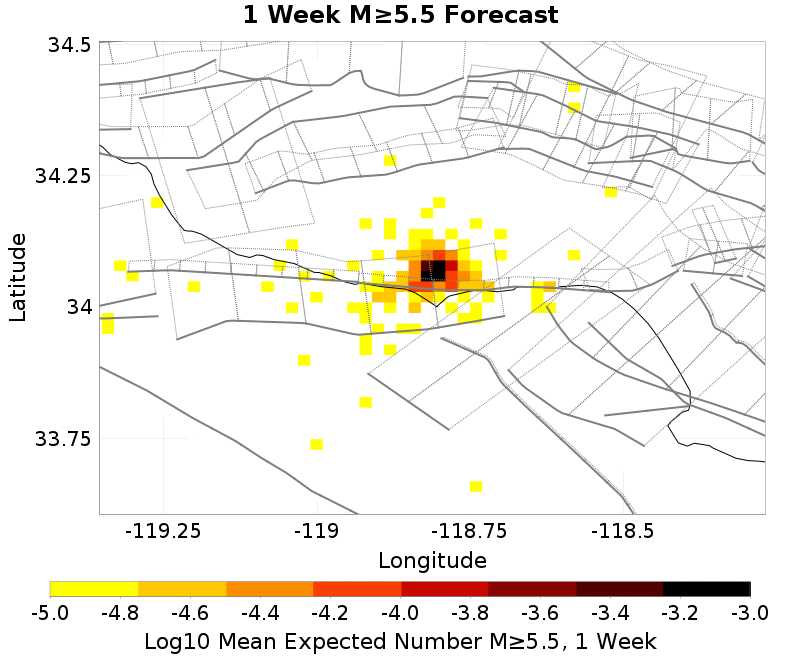 1 Week M≥5.5 Forecast
34.5
34.25
34
33.75
Latitude
-119.25 -119 -118.75 -118.5
Longitude
-5.0 -4.8 -4.6 -4.4 -4.2 -4.0 -3.8 -3.6 -3.4 -3.2 -3.0
Log10 Mean Expected Number M≥5.5, 1 Week